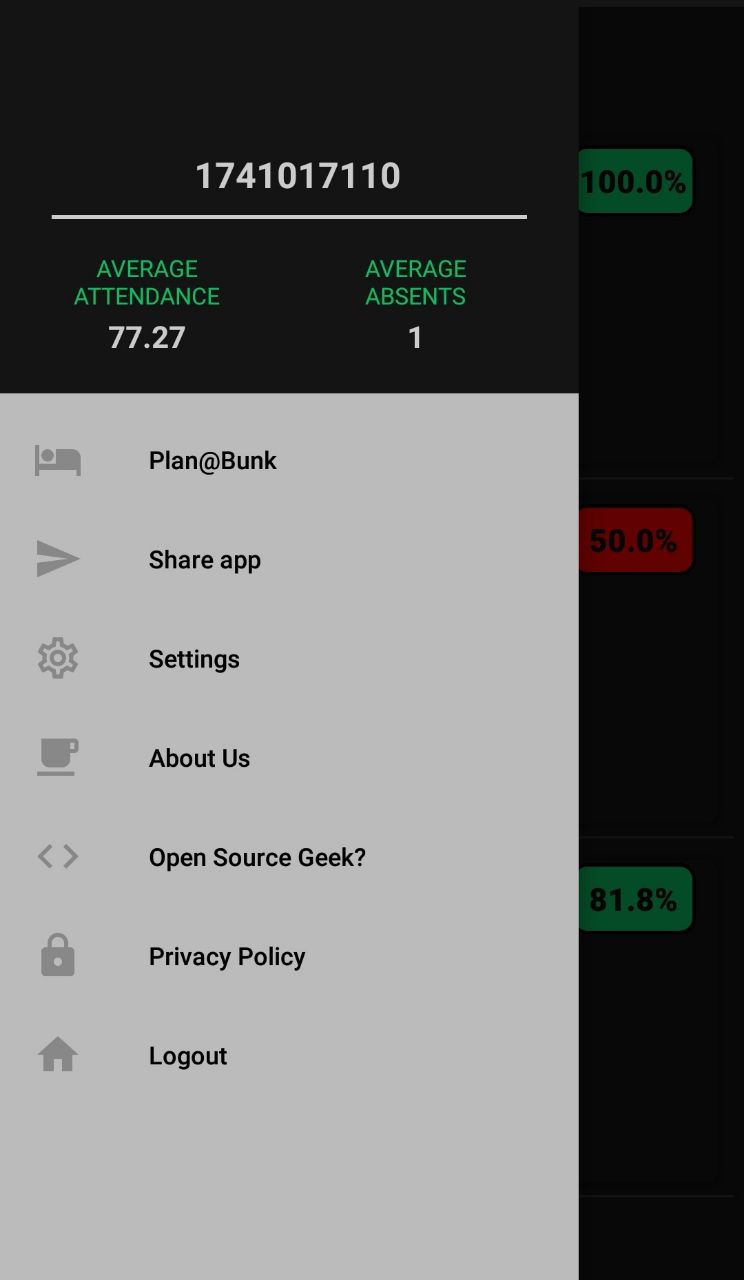 1741017110
AVERAGE
ATTENDANCE
77.27
AVERAGE
ABSENTS
1
Plan@Bunk
Share app
Settings
About Us
Open Source Geek?
Privacy Policy
Logout
100.0%
50.0%
81.8%